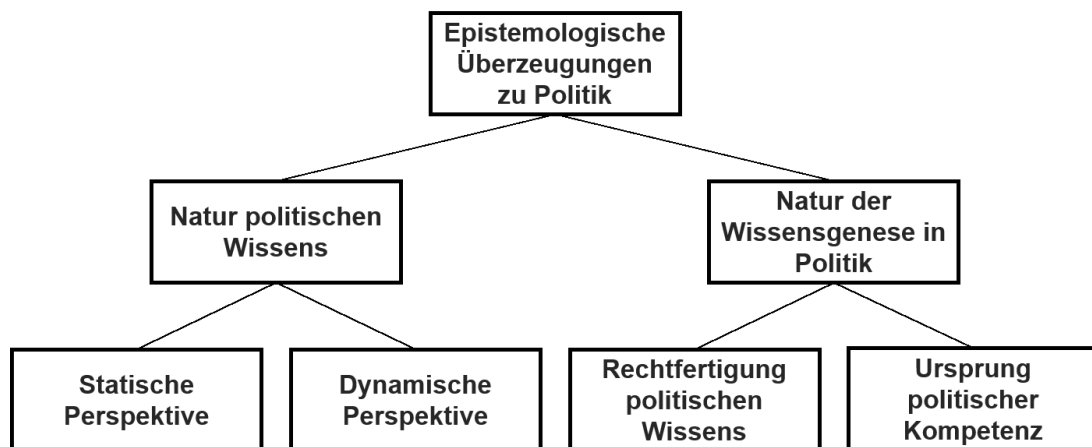 Epistemologische
Überzeugungen
zu Politik
Natur politischen
Wissens
Natur der
Wissensgenese in
Politik
Statische
Perspektive
Dynamische
Perspektive
Rechtfertigung
politischen
Wissens
Ursprung
politischer
Kompetenz